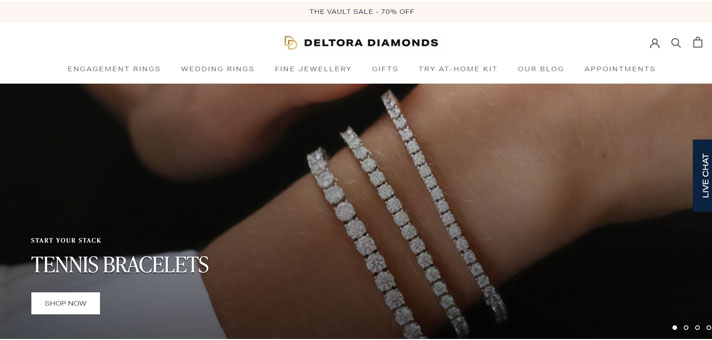 THE VAULT SALE - 70% OFF
DELTORA DIAMONDS
ENGAGEMENT RINGS WEDDING RINGS FINE JEWELLERY GIFTS TRY AT-HOME KIT OUR BLOG APPOINTMENTS
LIVE CHAT
START YOUR STACK
TENNIS BRACELETS
SHOP NOW